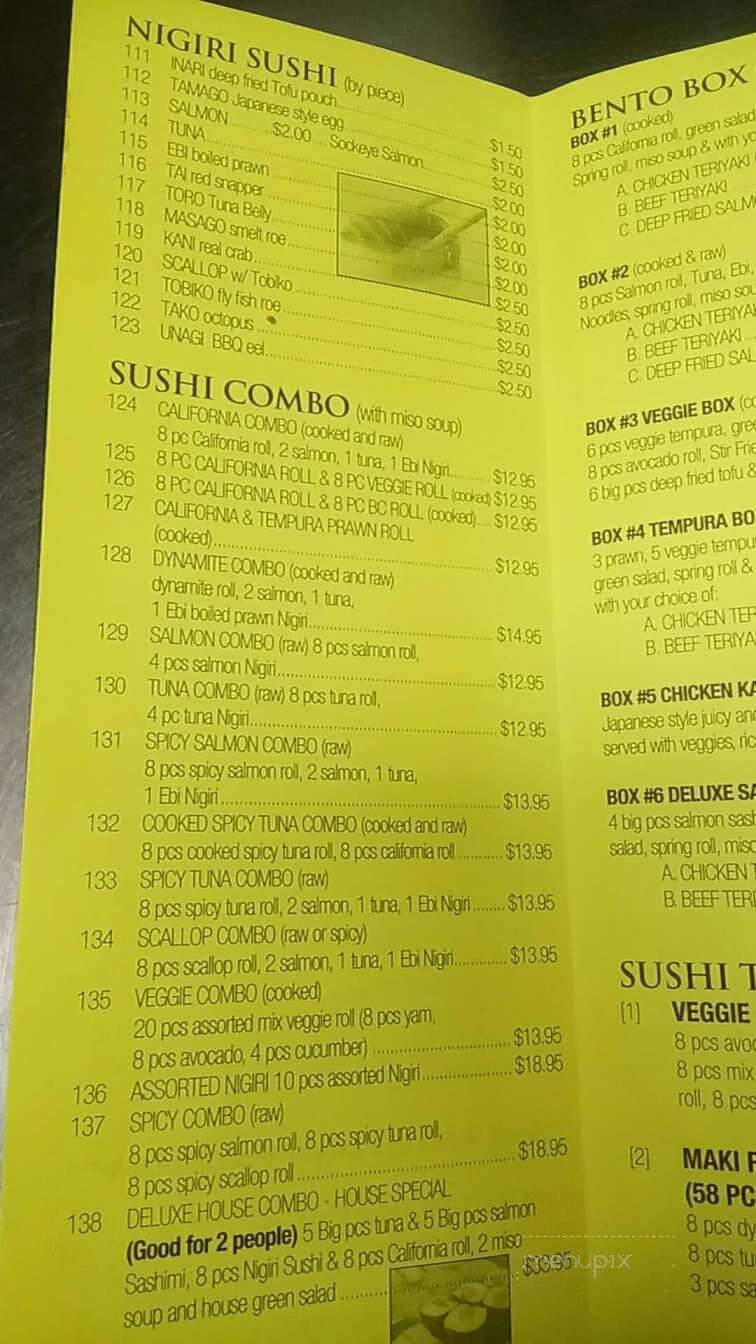 NIGIRI SUSHI (by piece)
111 INARI deep fried Tofu pouch $1.50
112 TAMAGO Japanese style egg $1.50
113 SALMON $2.00 Sockeye Salmon $2.50
114 TUNA $2.00
115 EBI boiled prawn $2.00
116 TAI red snapper $2.00
117 TORO Tuna Belly $2.00
118 MASAGO smelt roe $2.00
119 KANI real crab $2.50
120 SCALLOP w/ Tobiko $2.50
121 TOBIKO fly fish roe $2.50
122 TAKO octopus $2.50
123 UNAGI BBQ eel $2.50
SUSHI COMBO (with miso soup)
124 CALIFORNIA COMBO (cooked and raw)
8 pc California roll, 2 salmon, 1 tuna, 1 Ebi Nigiri $12.95
125 8 PC CALIFORNIA ROLL & 8 PC VEGGIE ROLL (cooked) $12.95
126 8 PC CALIFORNIA ROLL & 8 PC BC ROLL (cooked) $12.95
127 CALIFORNIA & TEMPURA PRAWN ROLL
(cooked) $12.95
128 DYNAMITE COMBO (cooked and raw)
dynamite roll, 2 salmon, 1 tuna,
1 Ebi boiled prawn Nigiri $14.95
129 SALMON COMBO (raw) 8 pcs salmon roll,
4 pcs salmon Nigiri $12.95
130 TUNA COMBO (raw) 8 pcs tuna roll,
4 pc tuna Nigiri $12.95
131 SPICY SALMON COMBO (raw)
8 pcs spicy salmon roll, 2 salmon, 1 tuna,
1 Ebi Nigiri $13.95
132 COOKED SPICY TUNA COMBO (cooked and raw)
8 pcs cooked spicy tuna roll, 8 pcs california roll $13.95
133 SPICY TUNA COMBO (raw)
8 pcs spicy tuna roll, 2 salmon, 1 tuna, 1 Ebi Nigiri $13.95
134 SCALLOP COMBO (raw or spicy)
8 pcs scallop roll, 2 salmon, 1 tuna, 1 Ebi Nigiri $13.95
135 VEGGIE COMBO (cooked)
20 pcs assorted mix veggie roll (8 pcs yam,
8 pcs avocado, 4 pcs cucumber) $13.95
136 ASSORTED NIGIRI 10 pcs assorted Nigiri $18.95
137 SPICY COMBO (raw)
8 pcs spicy salmon roll, 8 pcs spicy tuna roll,
8 pcs spicy scallop roll $18.95
138 DELUXE HOUSE COMBO - HOUSE SPECIAL
(Good for 2 people) 5 Big pcs tuna & 5 Big pcs salmon
Sashimi, 8 pcs Nigiri Sushi & 8 pcs California roll, 2 miso
soup and house green salad
menupix
BENTO BOX
BOX #1 (cooked)
8 pcs California roll, green salad
Spring roll, miso soup & with yo
A. CHICKEN TERIYAKI
B. BEEF TERIYAKI
C. DEEP FRIED SALM
BOX #2 (cooked & raw)
8 pcs Salmon roll, Tuna, Ebi,
Noodles, spring roll, miso sou
A. CHICKEN TERIYA
B. BEEF TERIYAKI
C. DEEP FRIED SAL
BOX #3 VEGGIE BOX (co
6 pcs veggie tempura, gree
8 pcs avocado roll, Stir Frie
6 big pcs deep fried tofu &
BOX #4 TEMPURA BO
3 prawn, 5 veggie tempu
green salad, spring roll &
with your choice of:
A. CHICKEN TER
B. BEEF TERIYA
BOX #5 CHICKEN KA
Japanese style juicy and
served with veggies, ric
BOX #6 DELUXE SA
4 big pcs salmon sash
salad, spring roll, miso
A. CHICKEN T
B. BEEF TERI
SUSHI T
[1] VEGGIE
8 pcs avoc
8 pcs mix
roll, 8 pcs
[2] MAKI F
(58 PC
8 pcs dy
8 pcs tu
3 pcs sa